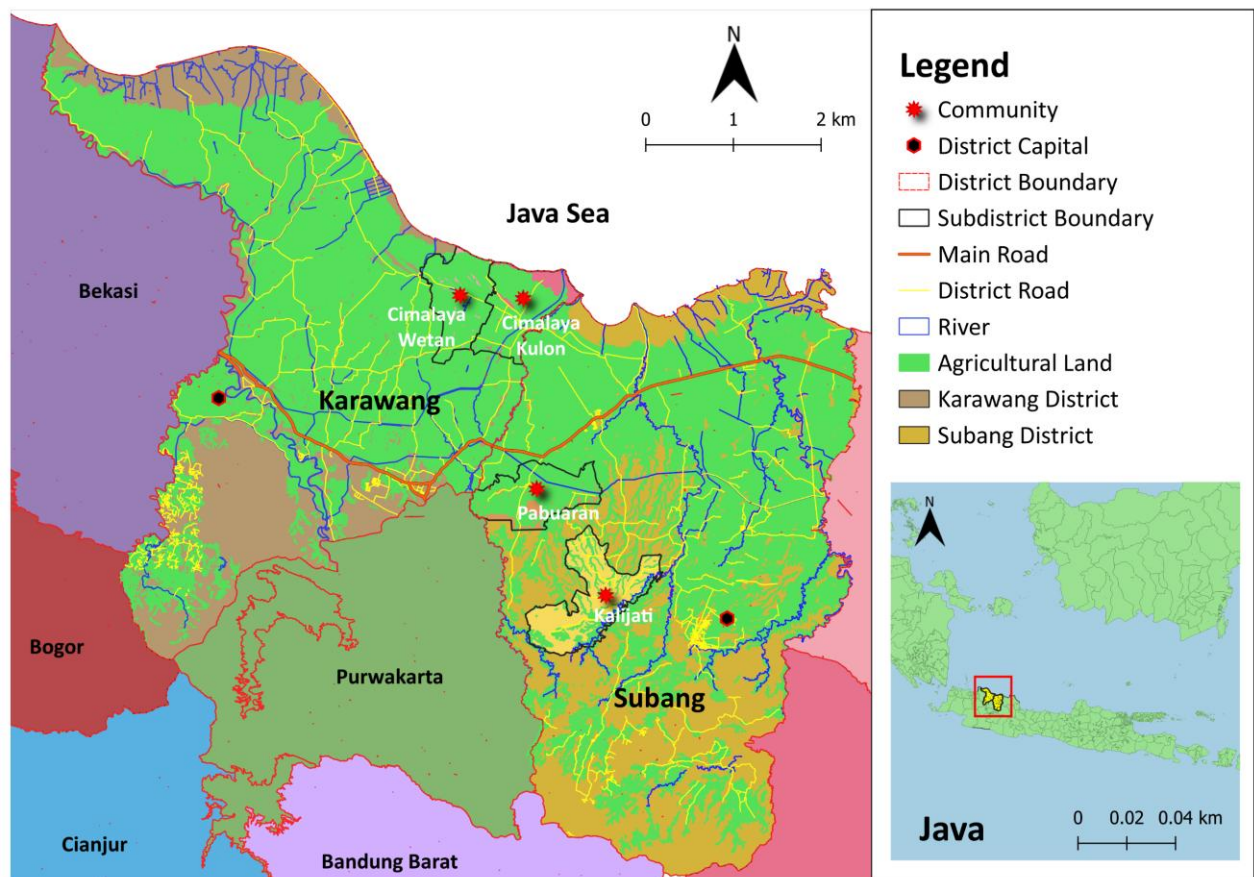 N
0 1 2 km
Java Sea
Bekasi
Cimalaya
Wetan
Cimalaya
Kulon
Karawang
Pabuaran
Kalijati
Bogor
Purwakarta
Subang
Cianjur
Bandung Barat
Legend
Community
District Capital
District Boundary
Subdistrict Boundary
Main Road
District Road
River
Agricultural Land
Karawang District
Subang District
N
Java
0 0.02 0.04 km